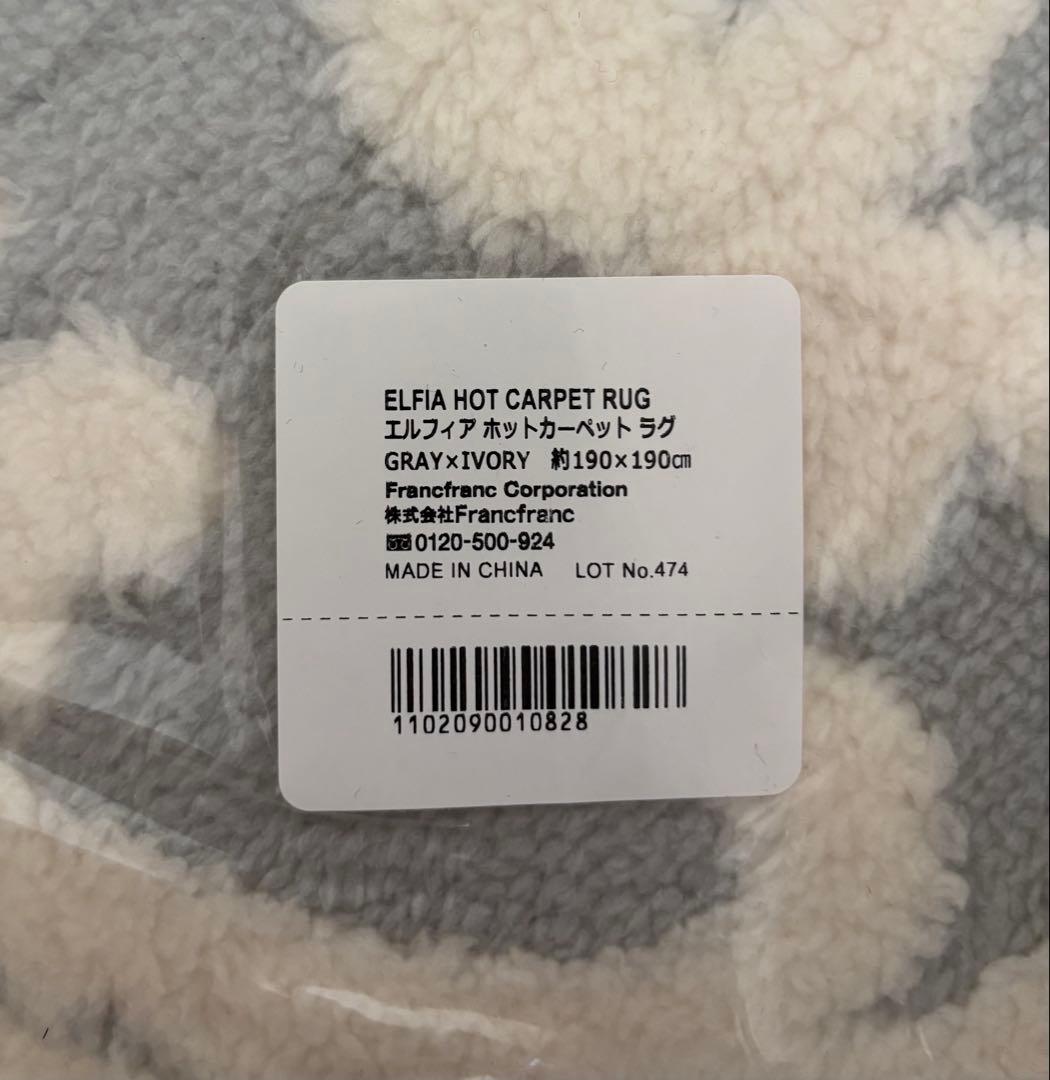 ELFIA HOT CARPET RUG
エルフィア ホットカーペット ラグ
GRAY×IVORY 約190×190㎝
Francfranc Corporation
株式会社Francfranc
0120-500-924
MADE IN CHINA LOT No.474
1102090010828